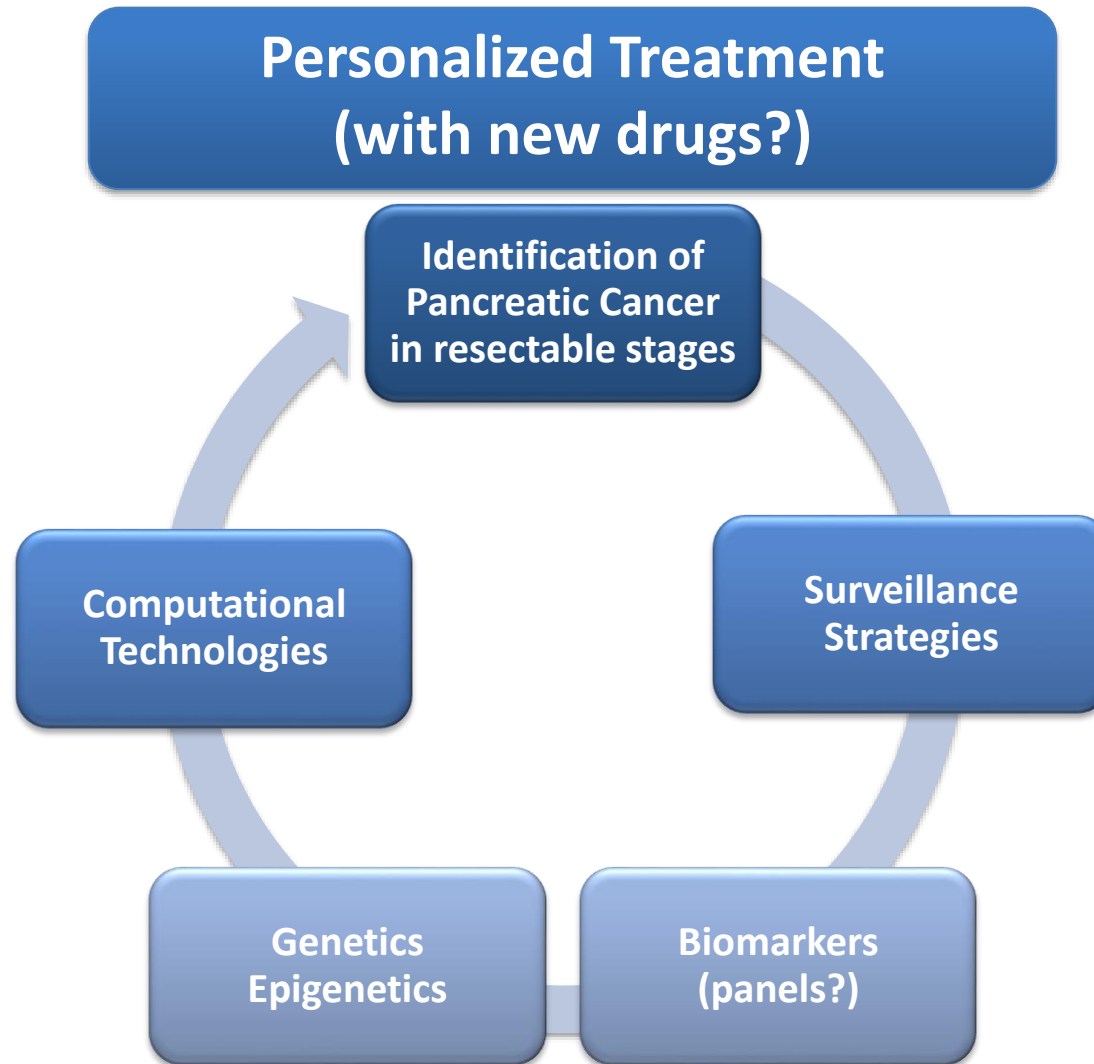 Personalized Treatment
(with new drugs?)
Identification of
Pancreatic Cancer
in resectable stages
Computational
Technologies
Surveillance
Strategies
Genetics
Epigenetics
Biomarkers
(panels?)